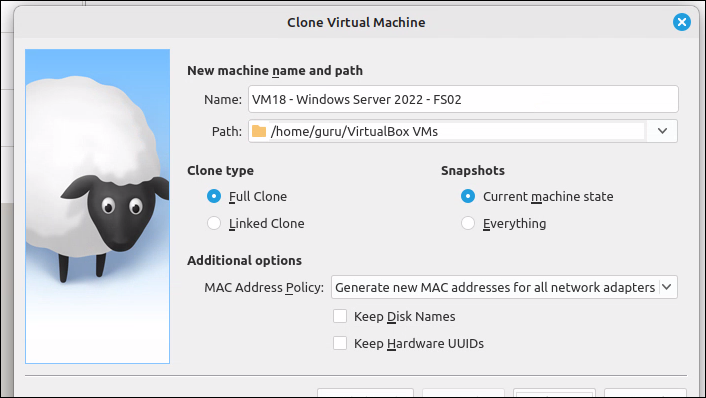 Clone Virtual Machine
New machine name and path
Name: VM18 - Windows Server 2022 - FS02
Path: /home/guru/VirtualBox VMs
Clone type Snapshots
Full Clone Current machine state
Linked Clone Everything
Additional options
MAC Address Policy: Generate new MAC addresses for all network adapters
Keep Disk Names
Keep Hardware UUIDs